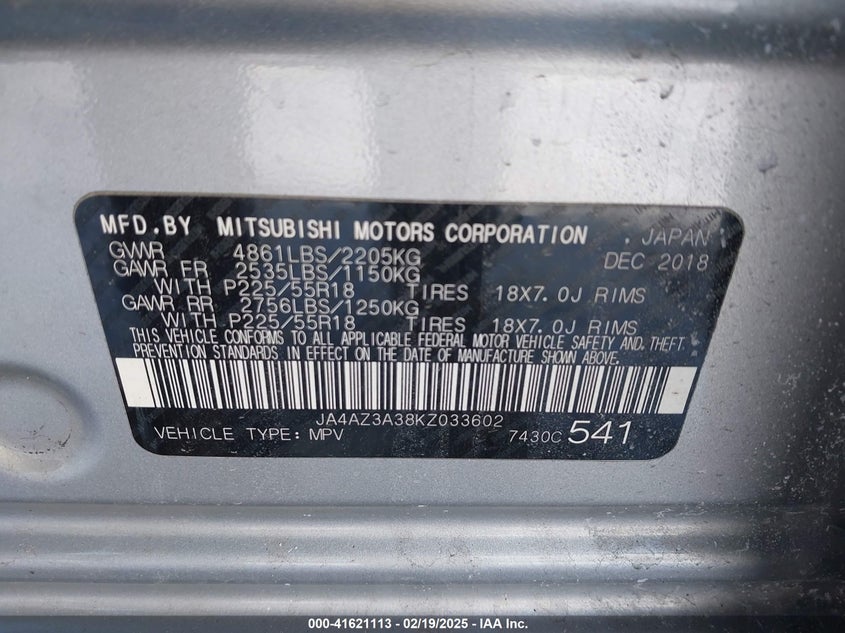 MFD.BY MITSUBISHI MOTORS CORPORATION . JAPAN
GVWR 4861LBS/2205KG DEC 2018
GAWR FR 2535LBS/1150KG
WITH P225/55R18 TIRES 18X7.0J RIMS
GAWR RR 2756LBS/1250KG
WITH P225/55R18 TIRES 18X7.0J RIMS
THIS VEHICLE CONFORMS TO ALL APPLICABLE FEDERAL MOTOR VEHICLE SAFETY AND.THEFT
PREVENTION STANDARDS IN EFFECT ON THE DATE OF MANUFACTURE SHOWN ABOVE.
JA4AZ3A38KZ033602
VEHICLE TYPE: MPV 7430C 541
000-41621113 - 02/19/2025 - IAA Inc.